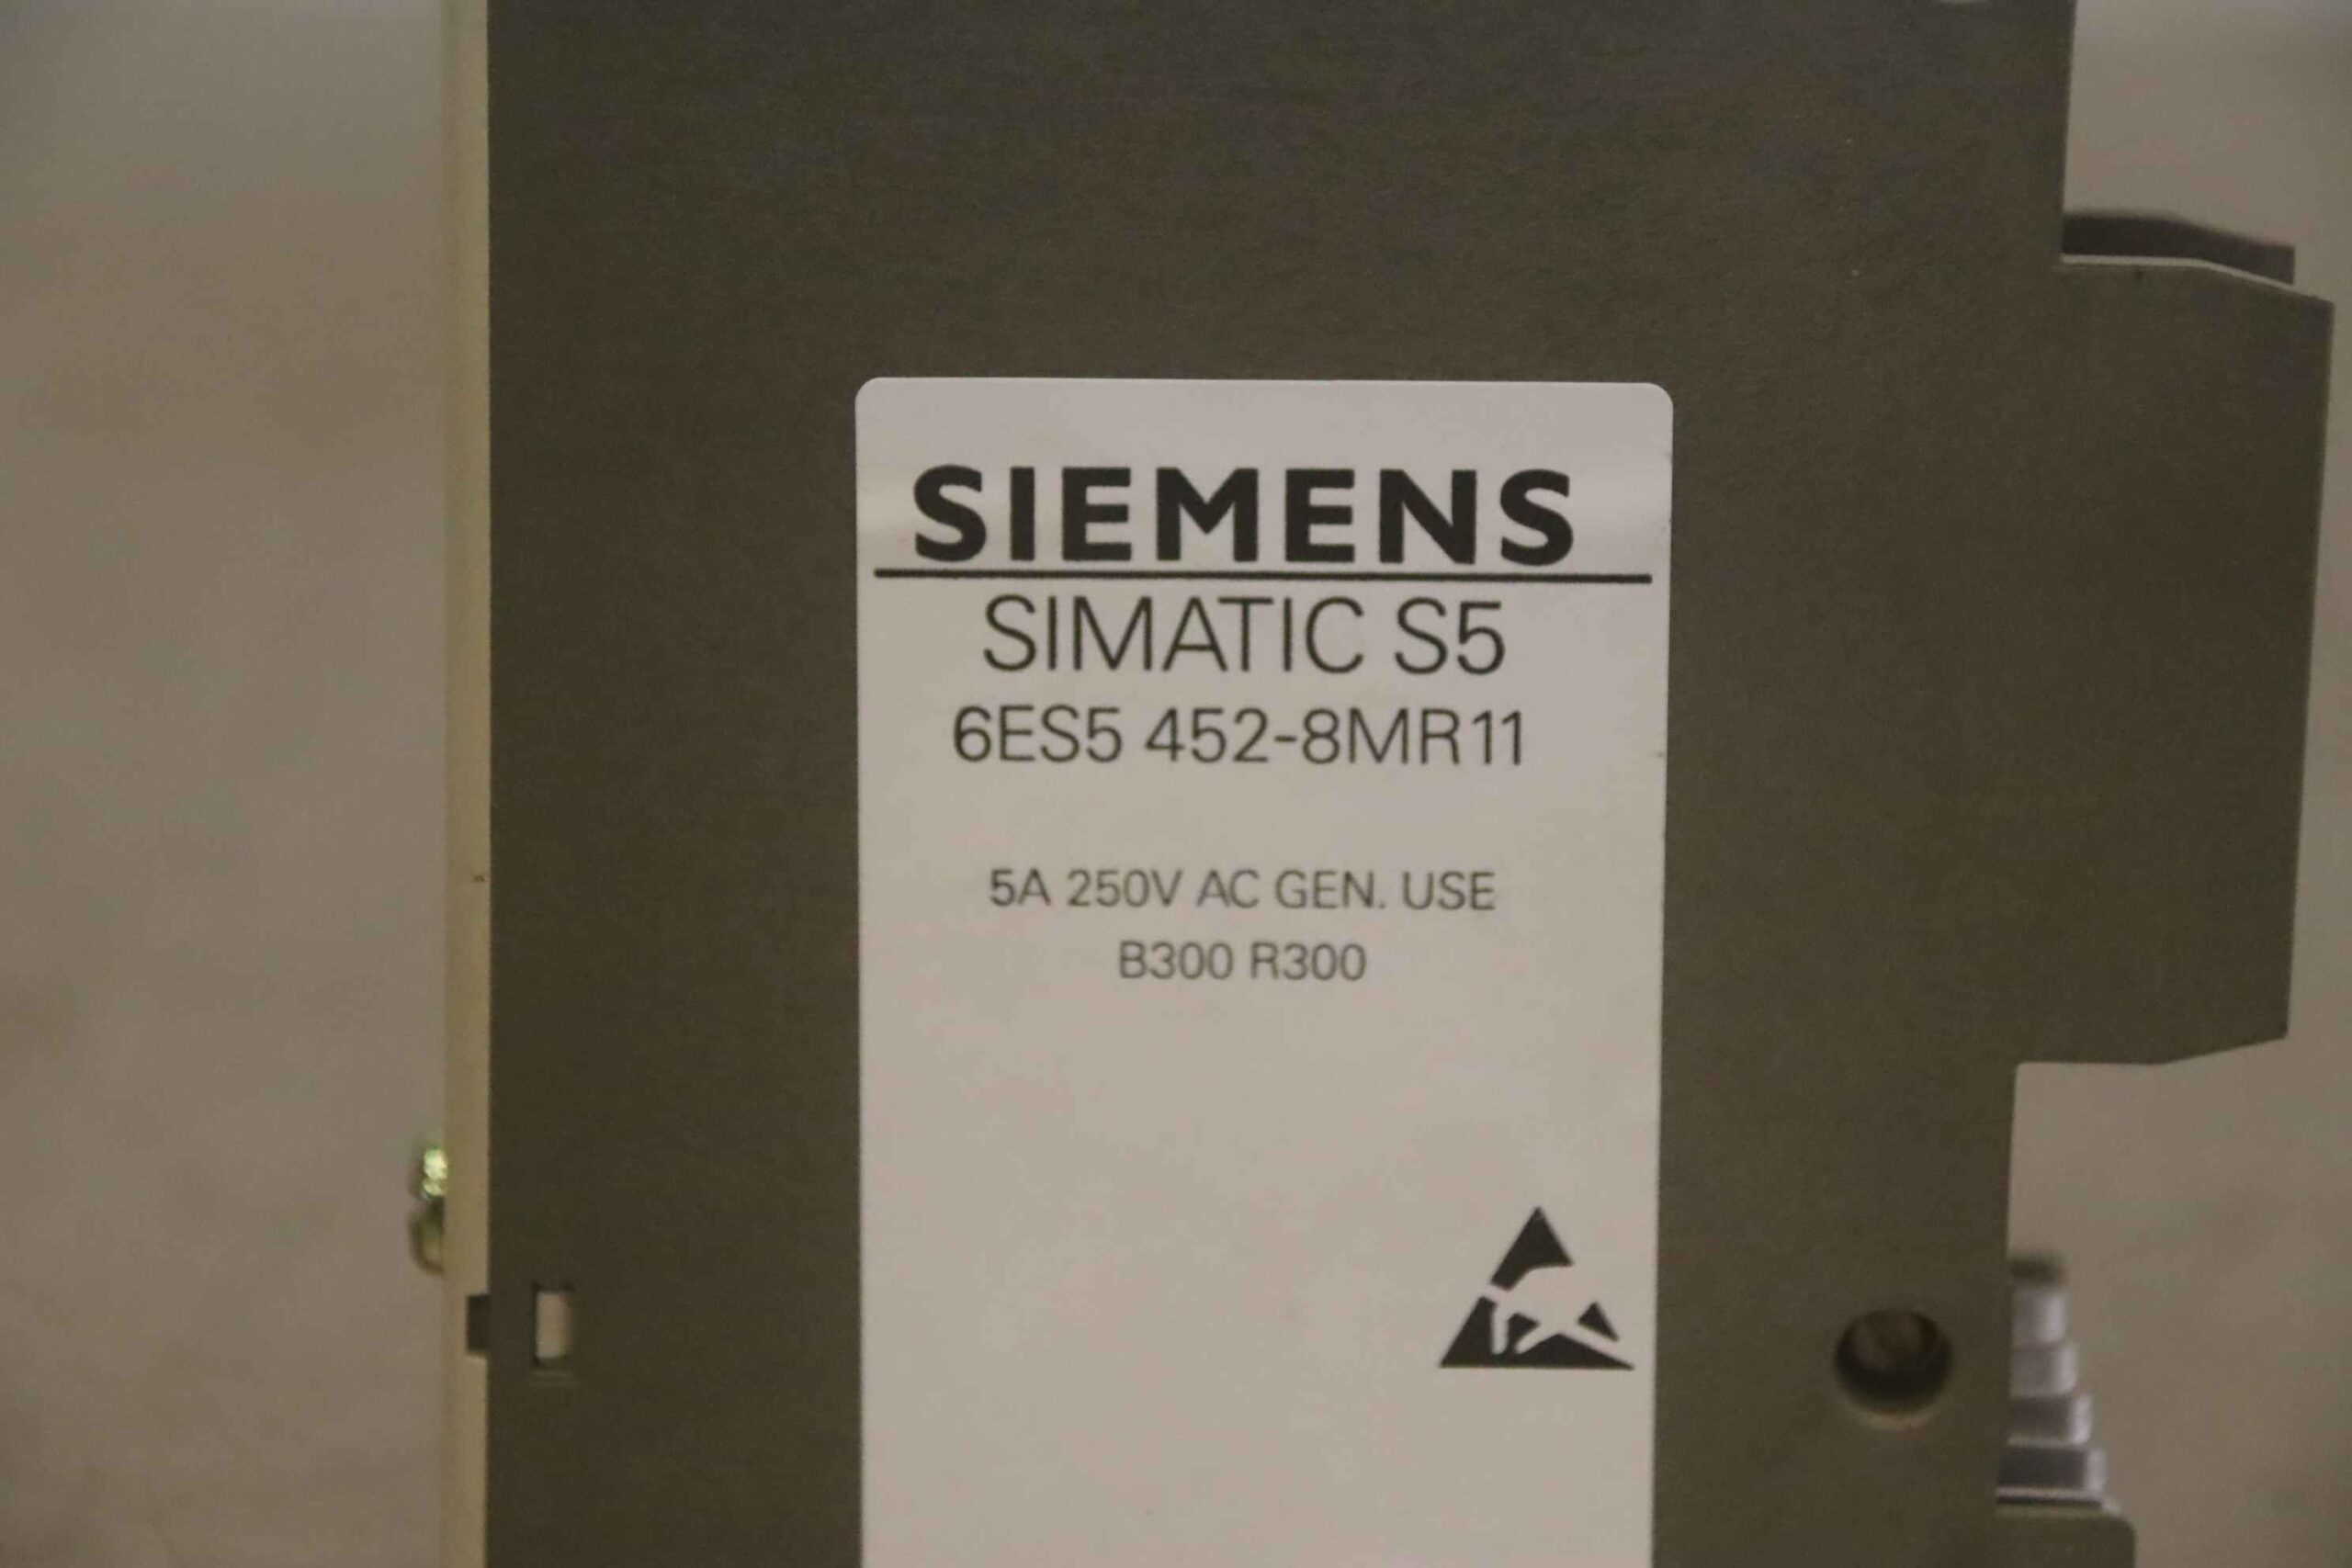 SIEMENS
SIMATIC S5
6ES5 452-8MR11
5A 250V AC GEN. USE
B300 R300